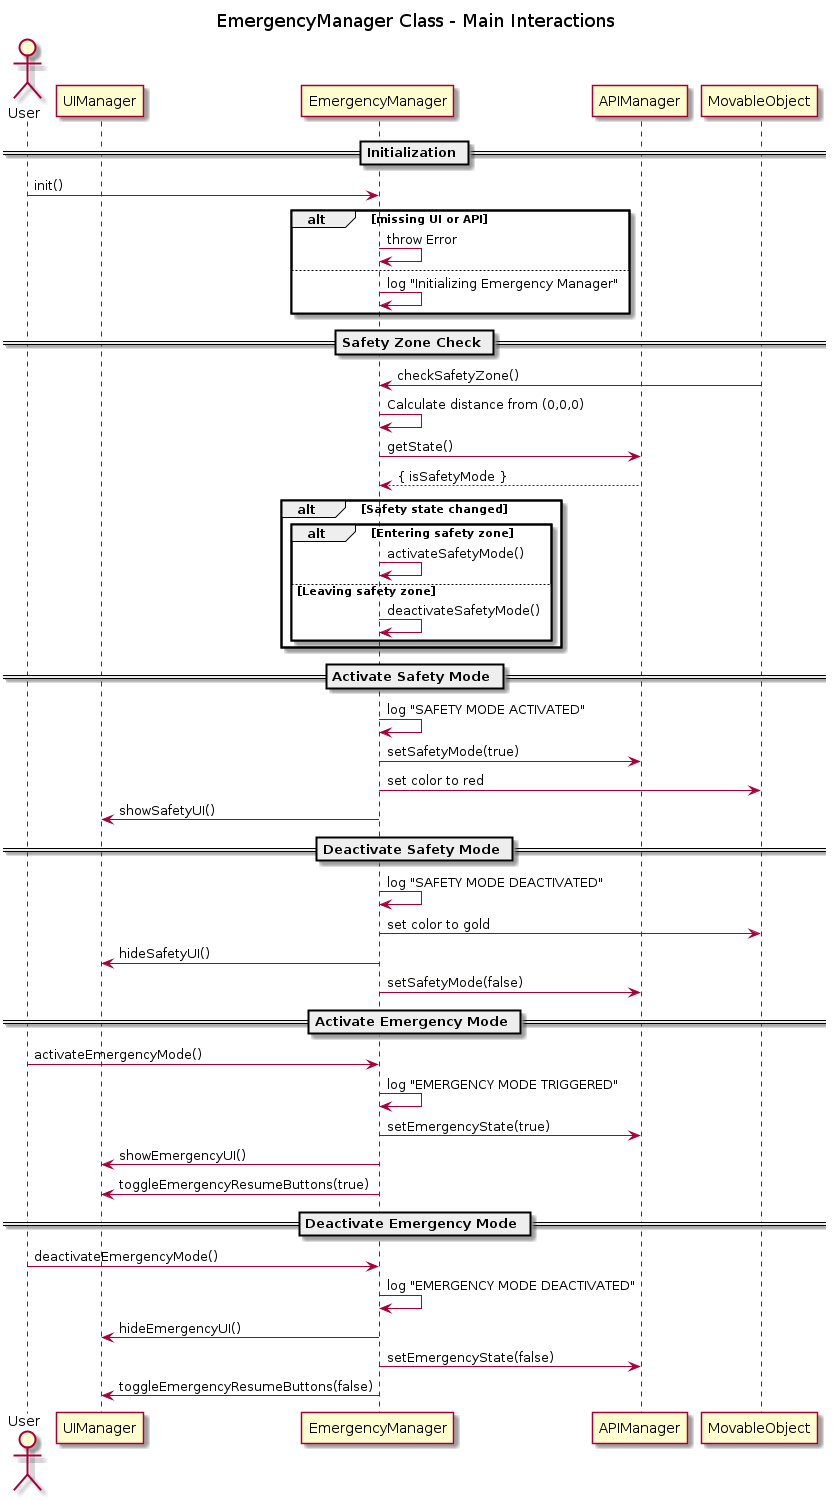 EmergencyManager Class - Main Interactions
User
UIManager
EmergencyManager
APIManager
MovableObject
Initialization
init()
alt [missing UI or API]
throw Error
log "Initializing Emergency Manager"
Safety Zone Check
checkSafetyZone()
Calculate distance from (0,0,0)
getState()
{ isSafetyMode }
alt [Safety state changed]
alt [Entering safety zone]
activateSafetyMode()
[Leaving safety zone]
deactivateSafetyMode()
Activate Safety Mode
log "SAFETY MODE ACTIVATED"
setSafetyMode(true)
set color to red
showSafetyUI()
Deactivate Safety Mode
log "SAFETY MODE DEACTIVATED"
set color to gold
hideSafetyUI()
setSafetyMode(false)
Activate Emergency Mode
activateEmergencyMode()
log "EMERGENCY MODE TRIGGERED"
setEmergencyState(true)
showEmergencyUI()
toggleEmergencyResumeButtons(true)
Deactivate Emergency Mode
deactivateEmergencyMode()
log "EMERGENCY MODE DEACTIVATED"
hideEmergencyUI()
setEmergencyState(false)
toggleEmergencyResumeButtons(false)
User
UIManager
EmergencyManager
APIManager
MovableObject